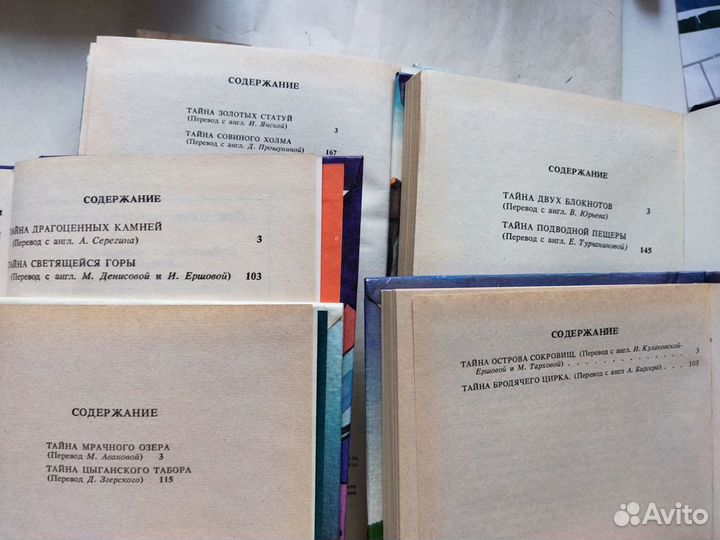 СОДЕРЖАНИЕ
ТАЙНА ЗОЛОТЫХ СТАТУЙ
(Перевод с англ. И. Янской) 3
ТАЙНА СОВИНОГО ХОЛМА
(Перевод с англ. Д. Прошуниной) 167
СОДЕРЖАНИЕ
ТАЙНА ДВУХ БЛОКНОТОВ
(Перевод с англ. В. Юрьева) 3
ТАЙНА ПОДВОДНОЙ ПЕЩЕРЫ
(Перевод с англ. Е. Турчаниновой) 145
СОДЕРЖАНИЕ
ТАЙНА ДРАГОЦЕННЫХ КАМНЕЙ
(Перевод с англ. А. Серегина) 3
ТАЙНА СВЕТЯЩЕЙСЯ ГОРЫ
(Перевод с англ. М. Денисовой и И. Ершовой) 103
СОДЕРЖАНИЕ
ТАЙНА ОСТРОВА СОКРОВИЩ. (Перевод с англ. И. Кулаковской-
Ершовой и М. Тарховой) . . . . . . . . . . . . 3
ТАЙНА БРОДЯЧЕГО ЦИРКА. (Перевод с англ А. Биргера) . . . . 105
СОДЕРЖАНИЕ
ТАЙНА МРАЧНОГО ОЗЕРА
(Перевод М. Аваковой) 3
ТАЙНА ЦЫГАНСКОГО ТАБОРА
(Перевод Д. Згерского) 115
Avito